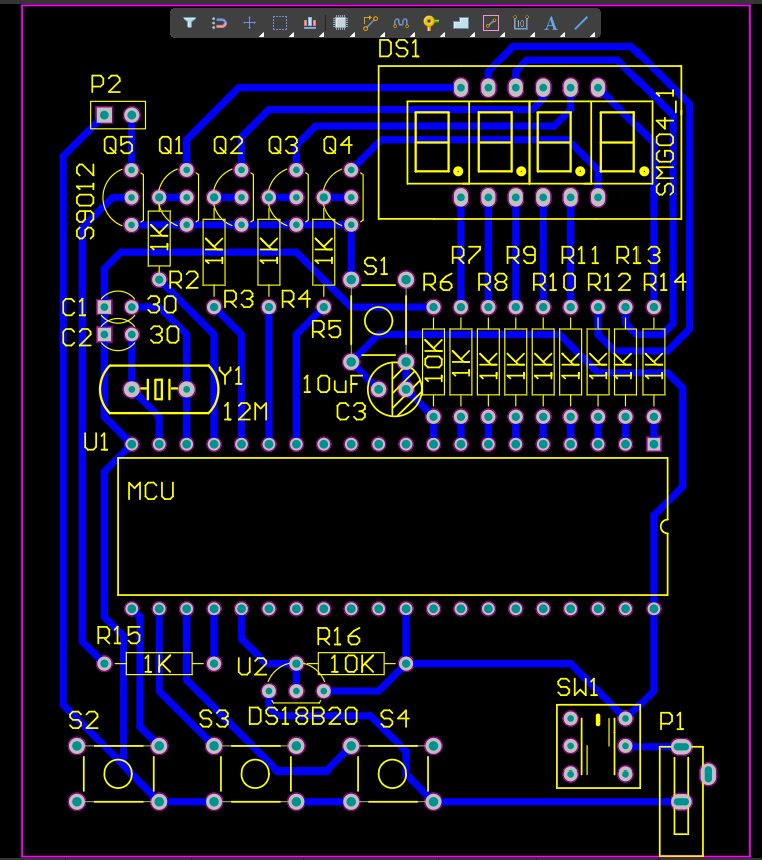 DS1
P2
SMG04_1
Q5 Q1 Q2 Q3 Q4
S9012
1K 1K 1K 1K
R7 R9 R11 R13
S1
R2 R6 R8 R10 R12 R14
C1 30
R3 R4
R5
C2 30
10K 1K 1K 1K 1K 1K 1K 1K 1K
Y1
10uF
12M
C3
U1
MCU
R15
R16
1K
U2
10K
SW1
DS18B20
S2 S3 S4
P1
10
A